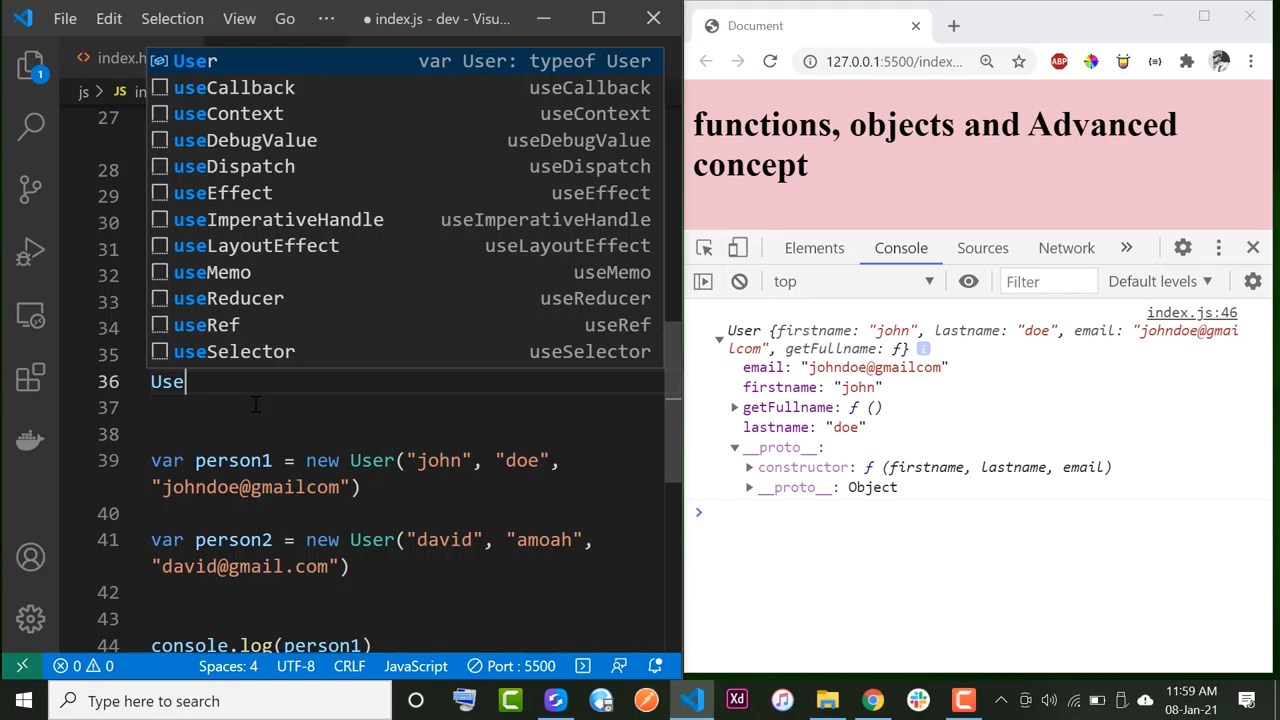 File Edit Selection View Go ··· ● index.js - dev - Visu...
index.h
js > JS in
User var User: typeof User
useCallback useCallback
useContext useContext
useDebugValue useDebugValue
useDispatch useDispatch
useEffect useEffect
useImperativeHandle useImperativeHandle
useLayoutEffect useLayoutEffect
useMemo useMemo
useReducer useReducer
useRef useRef
useSelector useSelector
1
27
28
29
30
31
32
33
34
35
36 Use
37
38
39 var person1 = new User("john", "doe",
"johndoe@gmailcom")
40
41 var person2 = new User("david", "amoah",
"david@gmail.com")
42
43
44 console.log(person1)
0 0 Spaces: 4 UTF-8 CRLF JavaScript Port : 5500
Document
127.0.0.1:5500/index... ABP
functions, objects and Advanced
concept
Elements Console Sources Network »
top Filter Default levels
index.js:46
User {firstname: "john", lastname: "doe", email: "johndoe@gmai
lcom", getFullname: ƒ} i
email: "johndoe@gmailcom"
firstname: "john"
getFullname: ƒ ()
lastname: "doe"
__proto__:
constructor: ƒ (firstname, lastname, email)
__proto__: Object
Type here to search
Xd
11:59 AM
08-Jan-21